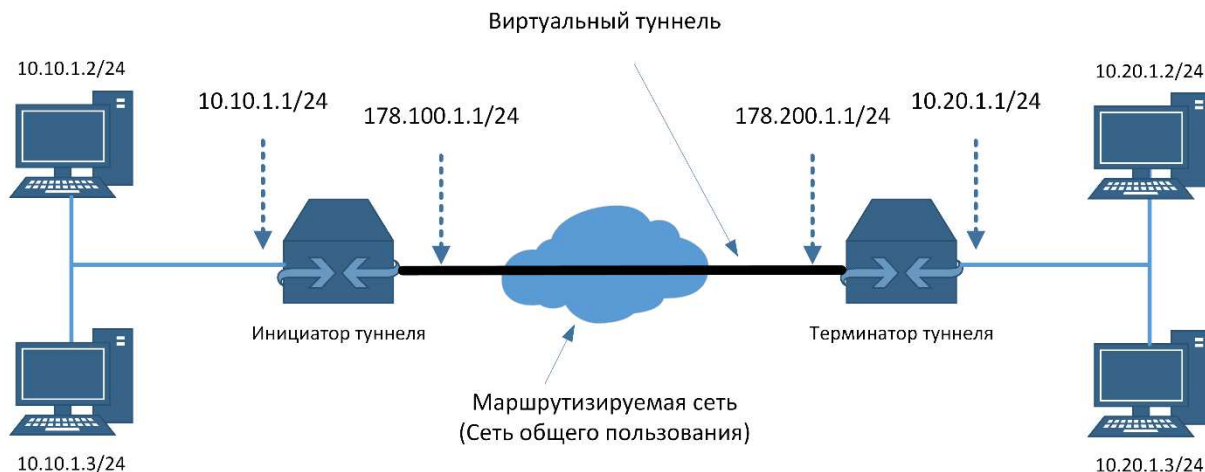 Виртуальный туннель
10.10.1.2/24
10.20.1.2/24
10.10.1.1/24
178.100.1.1/24
178.200.1.1/24
10.20.1.1/24
Инициатор туннеля
Терминатор туннеля
Маршрутизируемая сеть
(Сеть общего пользования)
10.10.1.3/24
10.20.1.3/24